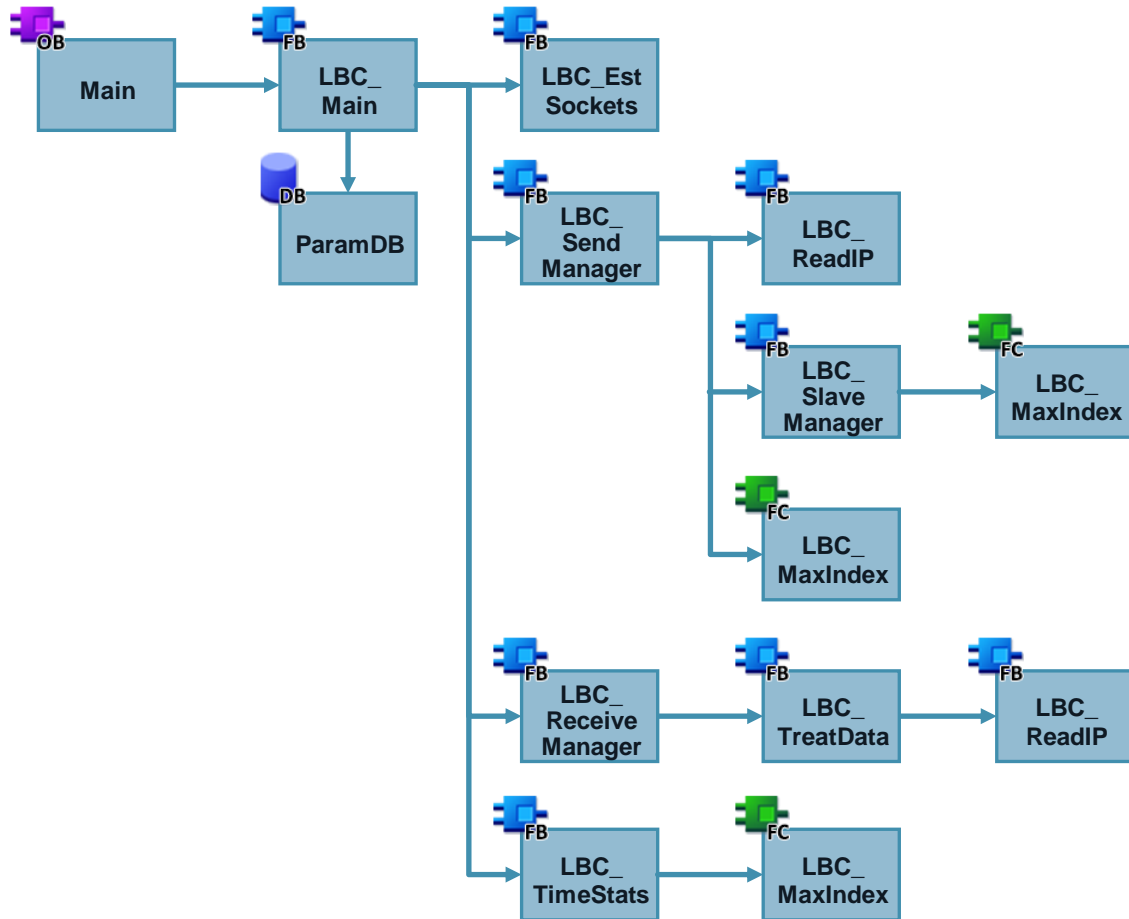 OB
Main
FB
LBC_
Main
FB
LBC_Est
Sockets
DB
ParamDB
FB
LBC_
Send
Manager
FB
LBC_
ReadIP
FB
LBC_
Slave
Manager
FC
LBC_
MaxIndex
FC
LBC_
MaxIndex
FB
LBC_
Receive
Manager
FB
LBC_
TreatData
FB
LBC_
ReadIP
FB
LBC_
TimeStats
FC
LBC_
MaxIndex